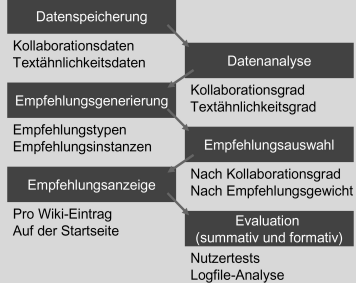 Datenspeicherung
Kollaborationsdaten
Textähnlichkeitsdaten
Datenanalyse
Kollaborationsgrad
Textähnlichkeitsgrad
Empfehlungsgenerierung
Empfehlungstypen
Empfehlungsinstanzen
Empfehlungsauswahl
Nach Kollaborationsgrad
Nach Empfehlungsgewicht
Empfehlungsanzeige
Pro Wiki-Eintrag
Auf der Startseite
Evaluation
(summativ und formativ)
Nutzertests
Logfile-Analyse